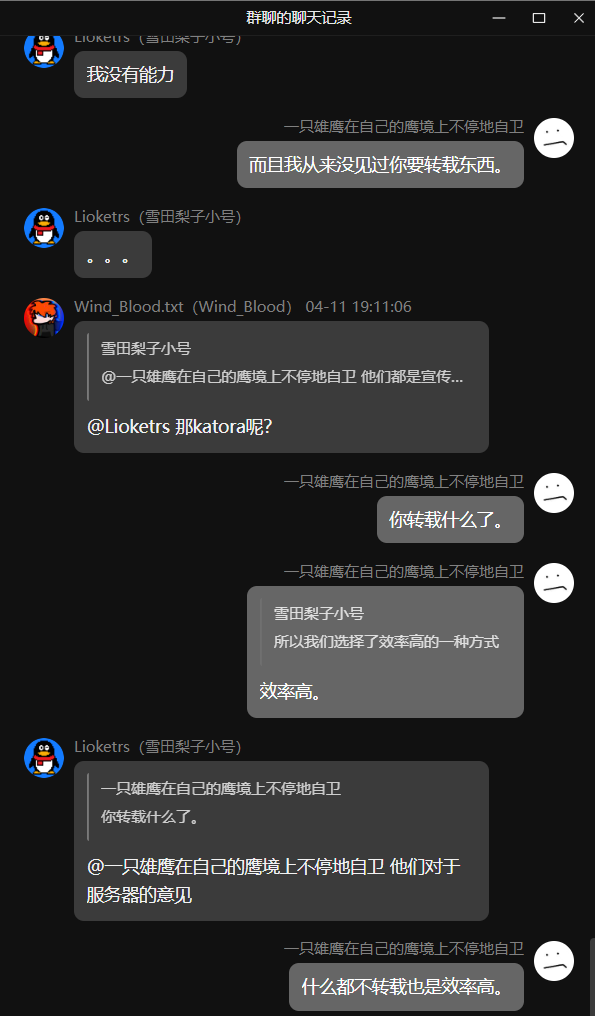 群聊的聊天记录
Lioketrs（雪田梨子小号）
我没有能力
一只雄鹰在自己的鹰境上不停地自卫
而且我从来没见过你要转载东西。
Lioketrs（雪田梨子小号）
。。。
Wind_Blood.txt（Wind_Blood） 04-11 19:11:06
雪田梨子小号
@一只雄鹰在自己的鹰境上不停地自卫 他们都是宣传...
@Lioketrs 那katora呢？
一只雄鹰在自己的鹰境上不停地自卫
你转载什么了。
一只雄鹰在自己的鹰境上不停地自卫
雪田梨子小号
所以我们选择了效率高的一种方式
效率高。
Lioketrs（雪田梨子小号）
一只雄鹰在自己的鹰境上不停地自卫
你转载什么了。
@一只雄鹰在自己的鹰境上不停地自卫 他们对于
服务器的意见
一只雄鹰在自己的鹰境上不停地自卫
什么都不转载也是效率高。